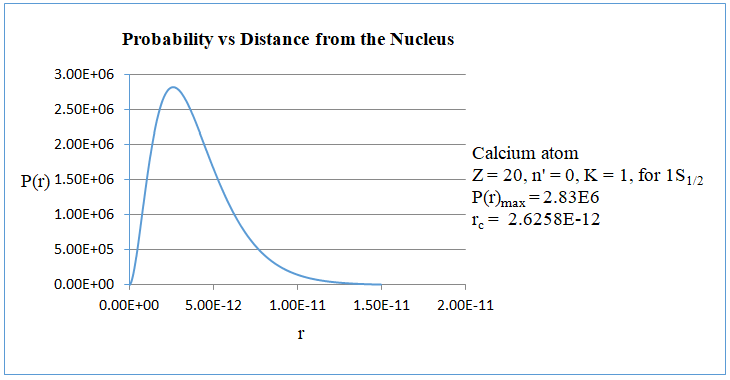 Probability vs Distance from the Nucleus
3.00E+06
2.50E+06
2.00E+06
P(r) 1.50E+06
1.00E+06
5.00E+05
0.00E+00
0.00E+00 5.00E-12 1.00E-11 1.50E-11 2.00E-11
r
Calcium atom
Z = 20, n' = 0, K = 1, for 1S1/2
P(r)max = 2.83E6
rc = 2.6258E-12